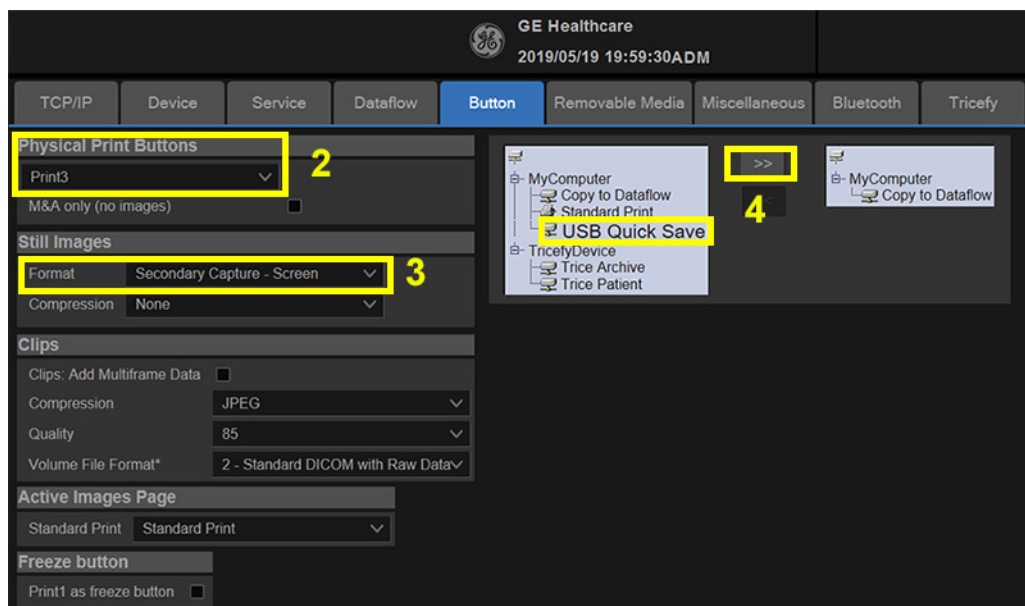 GE Healthcare
2019/05/19 19:59:30ADM
TCP/IP Device Service Dataflow Button Removable Media Miscellaneous Bluetooth Tricefy
Physical Print Buttons
2
Print3
M&A only (no images)
Still Images
Format Secondary Capture - Screen
3
Compression None
Clips
Clips: Add Multiframe Data
Compression JPEG
Quality 85
Volume File Format* 2 - Standard DICOM with Raw Data
Active Images Page
Standard Print Standard Print
Freeze button
Print1 as freeze button
MyComputer
Copy to Dataflow
Standard Print
USB Quick Save
TricefyDevice
Trice Archive
Trice Patient
>>
4
MyComputer
Copy to Dataflow